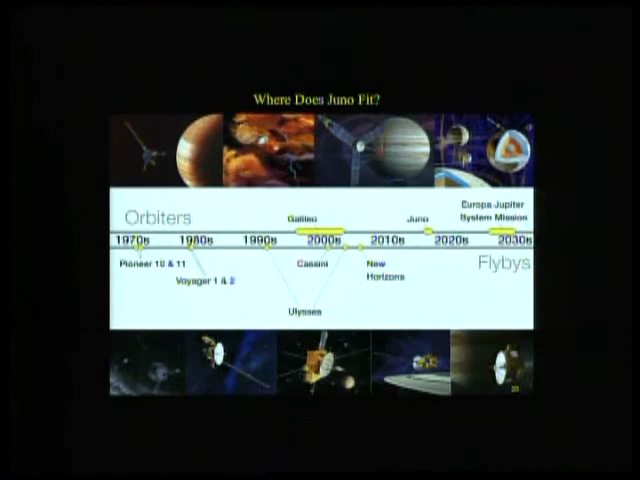 Where Does Juno Fit?
Orbiters
Galileo
Juno
Europa Jupiter
System Mission
1970s
1980s
1990s
2000s
2010s
2020s
2030s
Pioneer 10 & 11
Voyager 1 & 2
Cassini
New
Horizons
Flybys
Ulysses